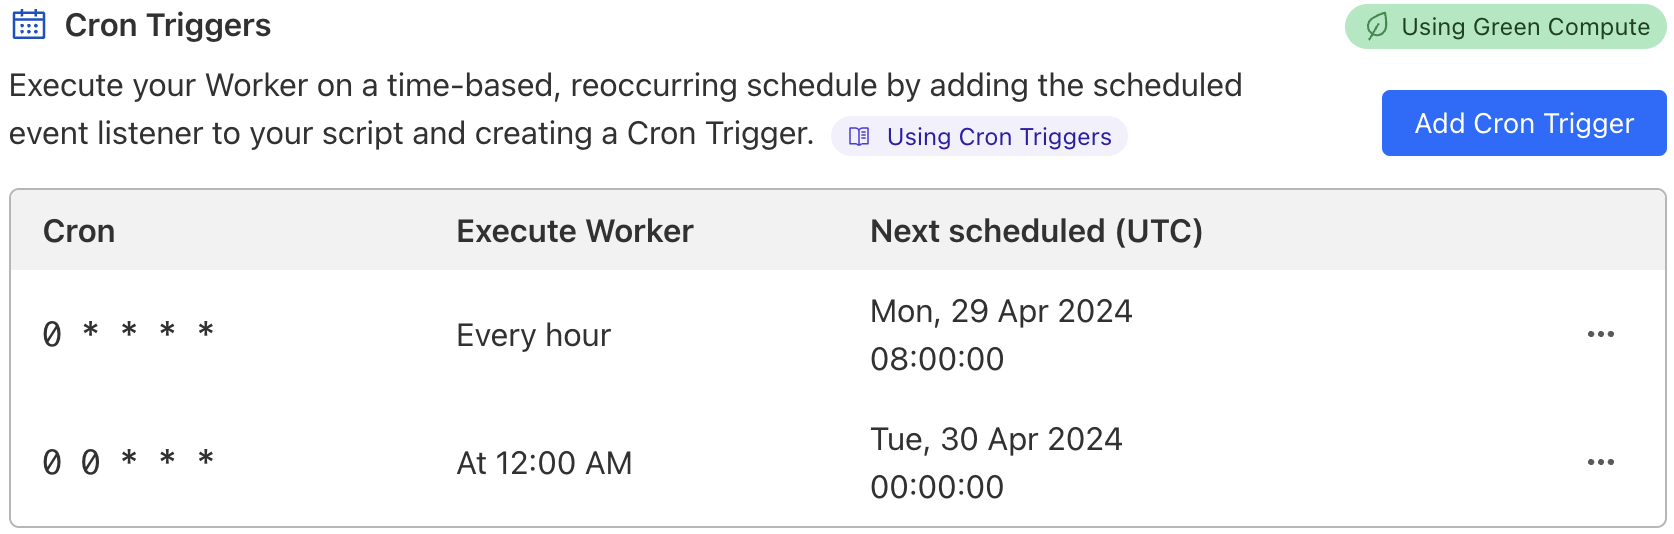 Cron Triggers
Using Green Compute
Execute your Worker on a time-based, reoccurring schedule by adding the scheduled
event listener to your script and creating a Cron Trigger. Using Cron Triggers
Add Cron Trigger
Cron Execute Worker Next scheduled (UTC)
0 * * * * Every hour Mon, 29 Apr 2024
08:00:00
0 0 * * * At 12:00 AM Tue, 30 Apr 2024
00:00:00